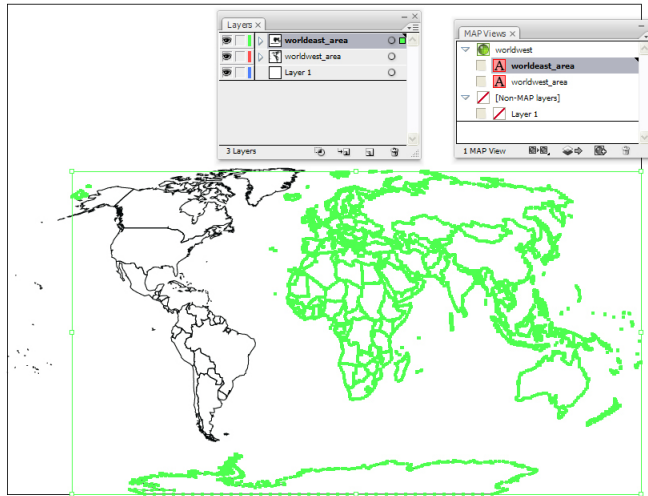 Layers ×
worldeast_area
worldwest_area
Layer 1
3 Layers
MAP Views ×
worldwest
A worldeast_area
A worldwest_area
[Non-MAP layers]
Layer 1
1 MAP View